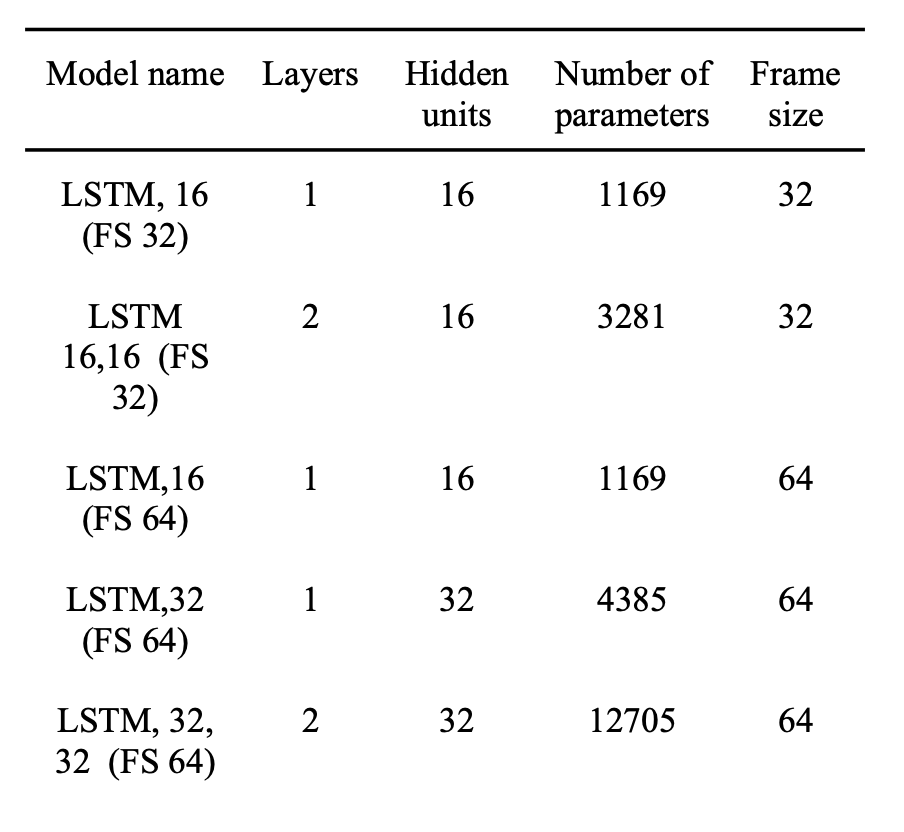 Model name Layers Hidden units Number of parameters Frame size
LSTM, 16 (FS 32) 1 16 1169 32
LSTM 16,16 (FS 32) 2 16 3281 32
LSTM,16 (FS 64) 1 16 1169 64
LSTM,32 (FS 64) 1 32 4385 64
LSTM, 32, 32 (FS 64) 2 32 12705 64